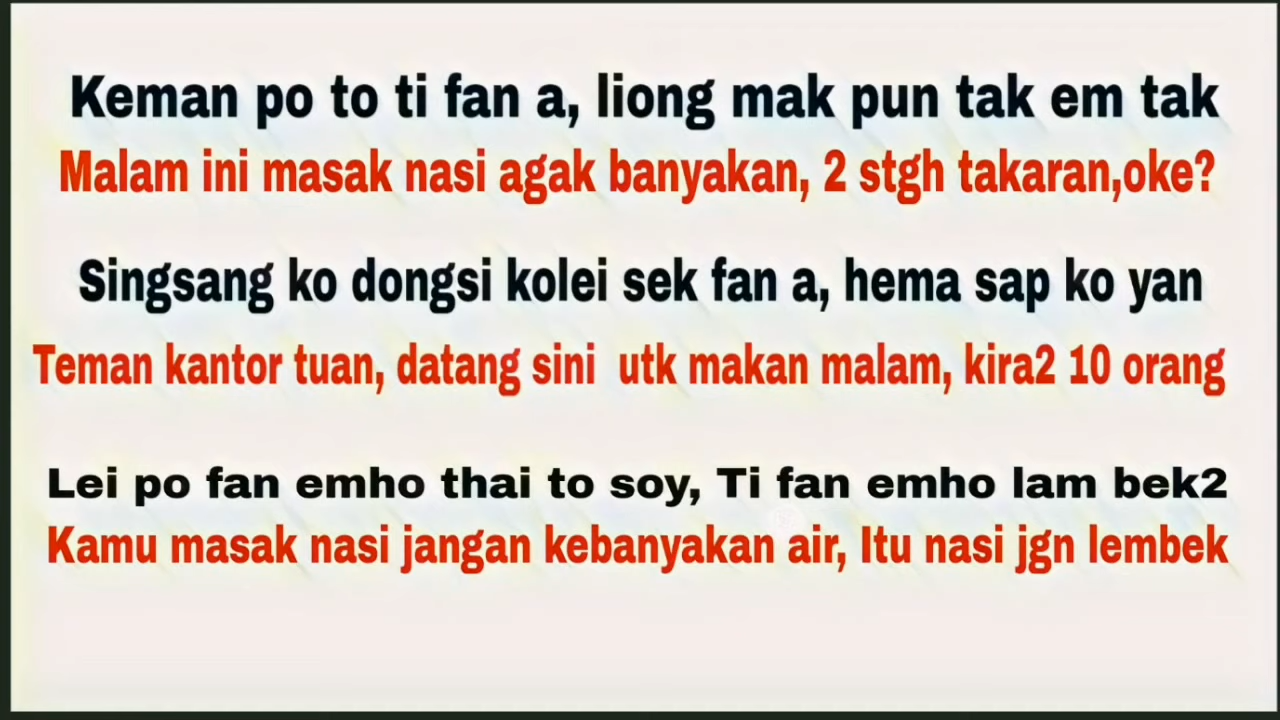 Keman po to ti fan a, liong mak pun tak em tak
Malam ini masak nasi agak banyakan, 2 stgh takaran,oke?
Singsang ko dongsi kolei sek fan a, hema sap ko yan
Teman kantor tuan, datang sini utk makan malam, kira2 10 orang
Lei po fan emho thai to soy, Ti fan emho lam bek2
Kamu masak nasi jangan kebanyakan air, Itu nasi jgn lembek